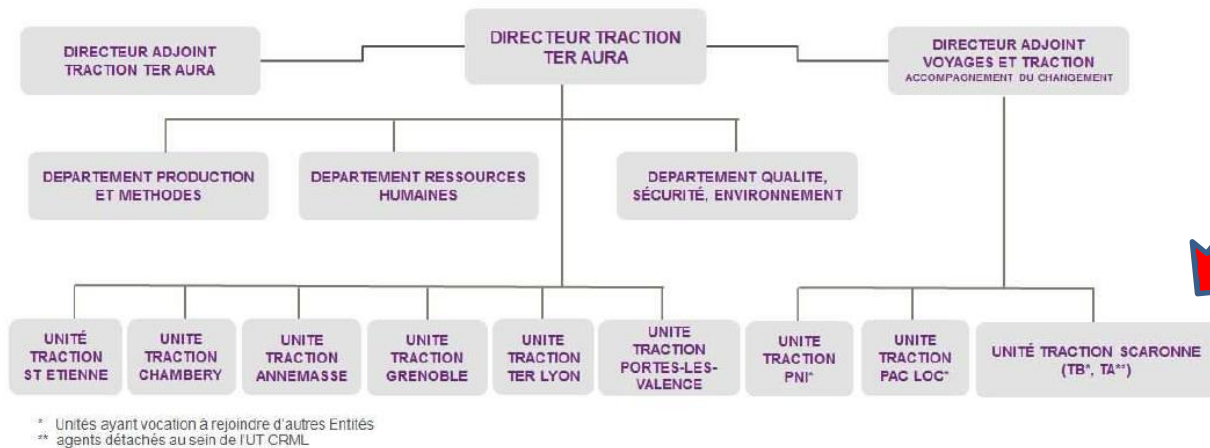 DIRECTEUR ADJOINT
TRACTION TER AURA
DIRECTEUR TRACTION
TER AURA
DIRECTEUR ADJOINT
VOYAGES ET TRACTION
ACCOMPAGNEMENT DU CHANGEMENT
DEPARTEMENT PRODUCTION
ET METHODES
DEPARTEMENT RESSOURCES
HUMAINES
DEPARTEMENT QUALITE,
SÉCURITÉ, ENVIRONNEMENT
UNITÉ
TRACTION
ST ETIENNE
UNITE
TRACTION
CHAMBERY
UNITE
TRACTION
ANNEMASSE
UNITE
TRACTION
GRENOBLE
UNITE
TRACTION
TER LYON
UNITE
TRACTION
PORTES-LES-
VALENCE
UNITE
TRACTION
PNI*
UNITE
TRACTION
PAC LOC*
UNITÉ TRACTION SCARONNE
(TB*, TA**)
* Unités ayant vocation à rejoindre d'autres Entités
** agents détachés au sein de l'UT CRML